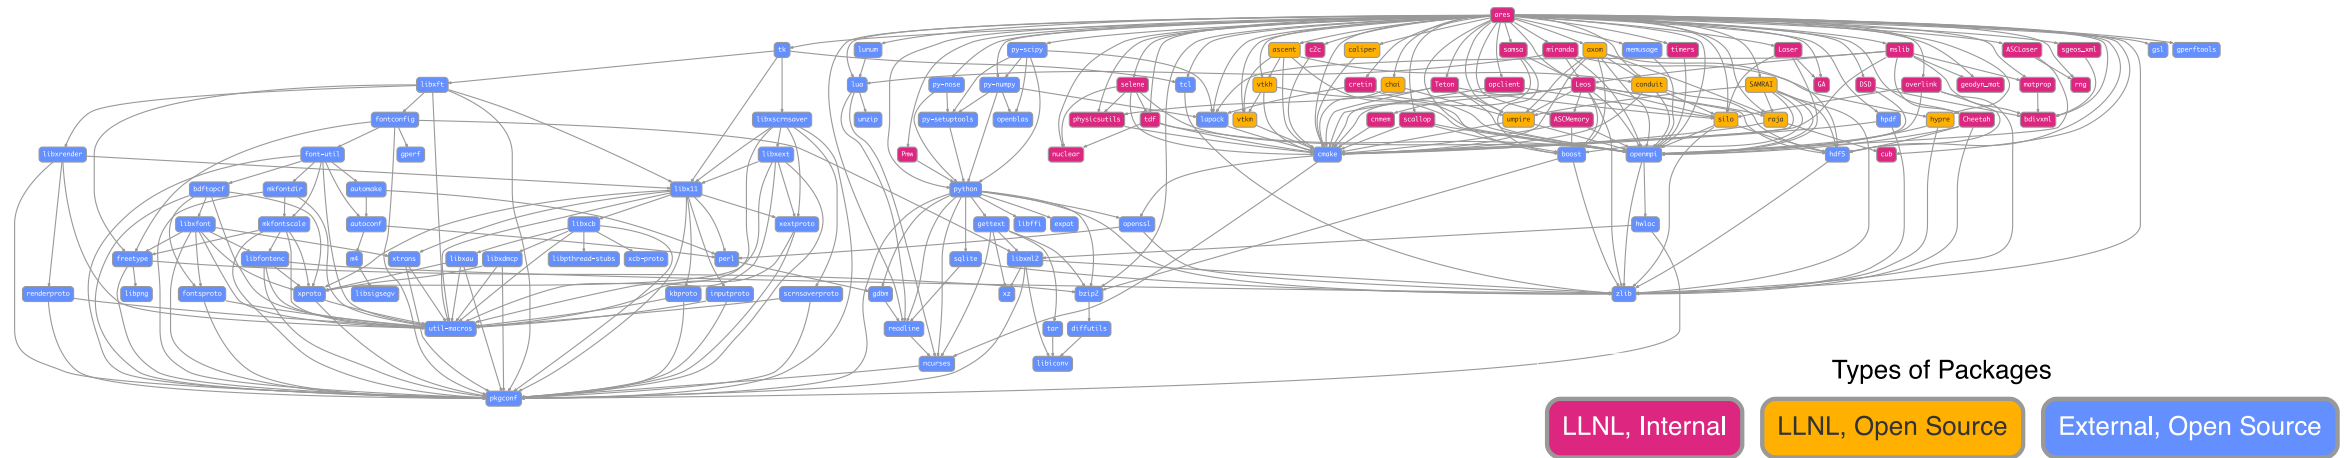 ares
tk
lunum
py-scipy
ascent
c2c
caliper
samsa
miranda
axom
memusage
timers
Laser
mslib
ASCLaser
sgeos_xml
gsl
gperftools
libxft
lua
py-nose
py-numpy
selene
tcl
vtkh
cretin
chai
Teton
opclient
Leos
conduit
SAMRAI
GA
DSD
overlink
geodyn_mat
matprop
rng
fontconfig
libxscrnsaver
unzip
py-setuptools
openblas
physicsutils
tdf
lapack
vtkm
cnmem
scallop
umpire
ASCMemory
silo
raja
hpdf
hypre
Cheetah
bdivxml
libxrender
font-util
gperf
libxext
Pmw
nuclear
cmake
boost
openmpi
hdf5
cub
bdftopcf
mkfontdir
automake
libx11
python
libxfont
mkfontscale
autoconf
libxcb
xextproto
gettext
libffi
expat
openssl
hwloc
freetype
libfontenc
m4
xtrans
libxau
libxdmcp
libpthread-stubs
xcb-proto
perl
sqlite
libxml2
renderproto
libpng
fontsproto
xproto
libsigsegv
kbproto
inputproto
scrnsaverproto
gdbm
xz
bzip2
zlib
util-macros
readline
tar
diffutils
ncurses
libiconv
pkgconf
Types of Packages
LLNL, Internal
LLNL, Open Source
External, Open Source